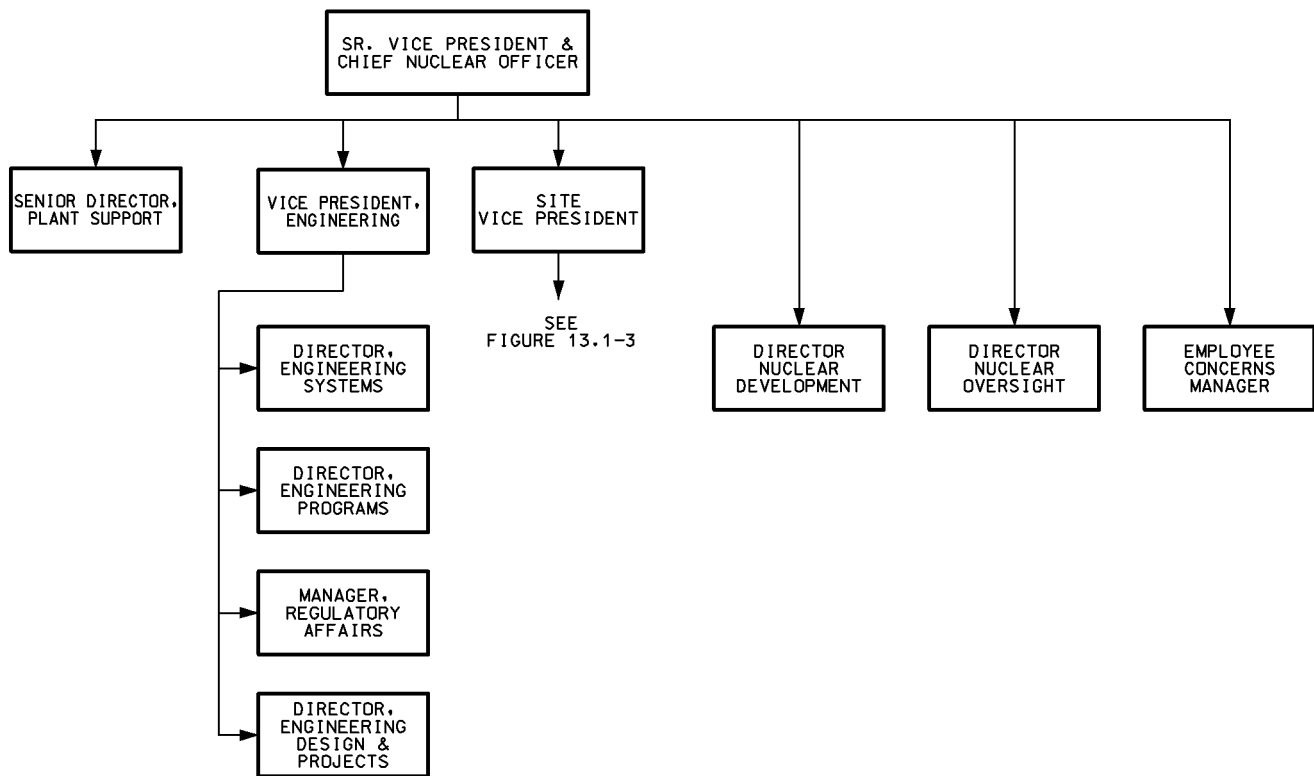 SR. VICE PRESIDENT &
CHIEF NUCLEAR OFFICER
SENIOR DIRECTOR,
PLANT SUPPORT
VICE PRESIDENT,
ENGINEERING
SITE
VICE PRESIDENT
SEE
FIGURE 13.1-3
DIRECTOR,
ENGINEERING
SYSTEMS
DIRECTOR
NUCLEAR
DEVELOPMENT
DIRECTOR
NUCLEAR
OVERSIGHT
EMPLOYEE
CONCERNS
MANAGER
DIRECTOR,
ENGINEERING
PROGRAMS
MANAGER,
REGULATORY
AFFAIRS
DIRECTOR,
ENGINEERING
DESIGN &
PROJECTS